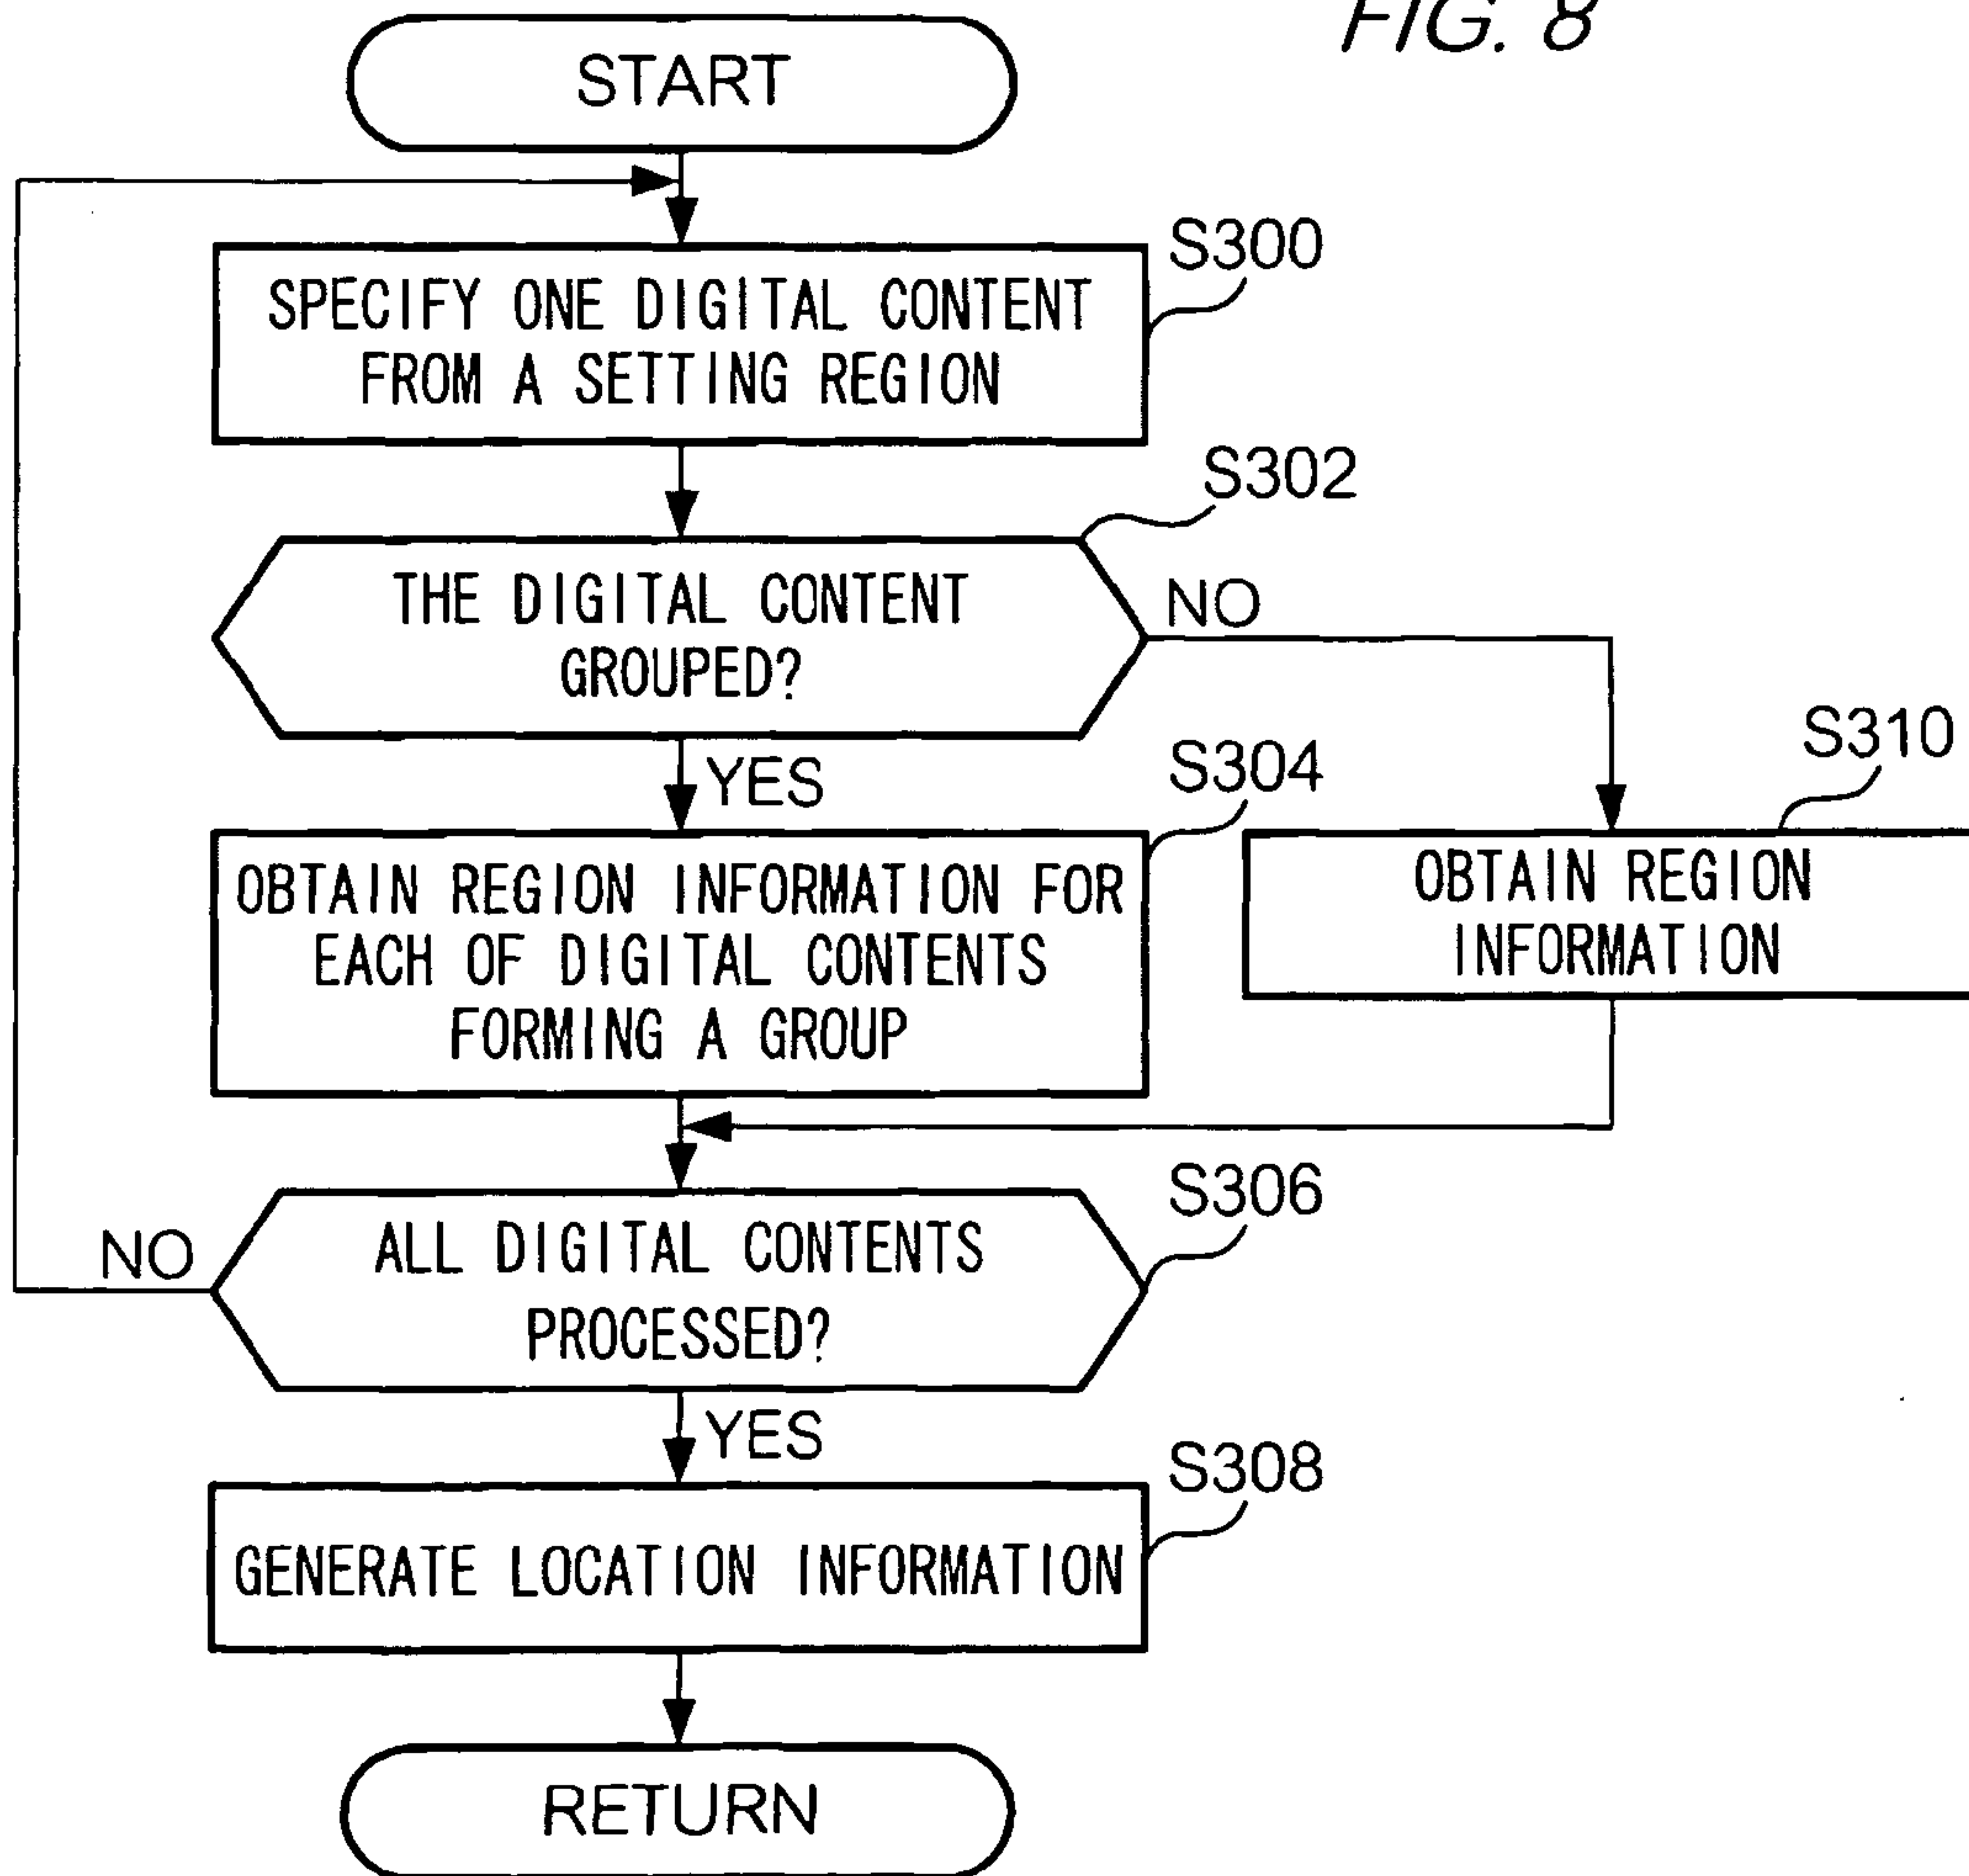 FIG. 8
START
S300
SPECIFY ONE DIGITAL CONTENT
FROM A SETTING REGION
S302
THE DIGITAL CONTENT
GROUPED?
NO
YES
S304
OBTAIN REGION INFORMATION FOR
EACH OF DIGITAL CONTENTS
FORMING A GROUP
S310
OBTAIN REGION
INFORMATION
S306
ALL DIGITAL CONTENTS
PROCESSED?
NO
YES
S308
GENERATE LOCATION INFORMATION
RETURN